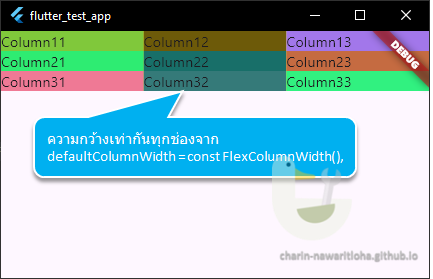 flutter_test_app
Column11 Column12 Column13
DEBUG
Column21 Column22 Column23
Column31 Column32 Column33
ความกว้างเท่ากันทุกช่องจาก
defaultColumnWidth = const FlexColumnWidth(),
charin-nawaritloha.github.io